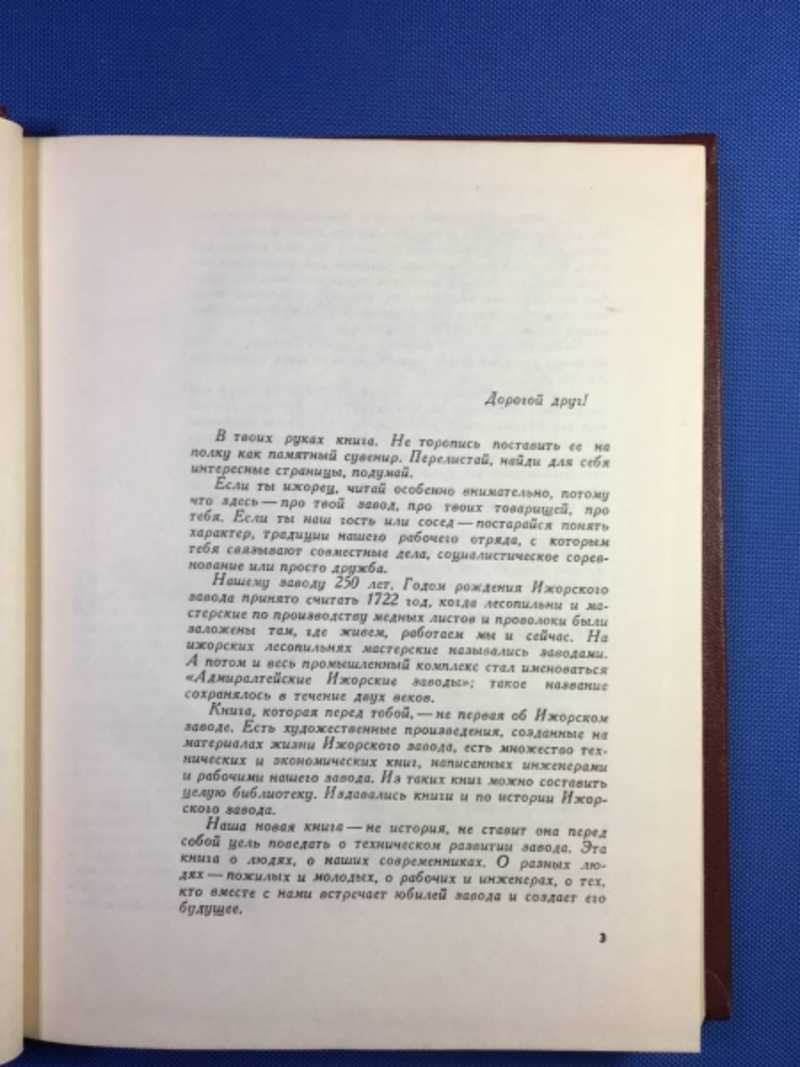 Дорогой друг!
В твоих руках книга. Не торопись поставить ее на
полку как памятный сувенир. Перелистай, найди для себя
интересные страницы, подумай.
Если ты ижорец, читай особенно внимательно, потому
что здесь — про твой завод, про твоих товарищей, про
тебя. Если ты наш гость или сосед — постарайся понять
характер, традиции нашего рабочего отряда, с которым
тебя связывают совместные дела, социалистическое сорев-
нование или просто дружба.
Нашему заводу 250 лет. Годом рождения Ижорского
завода принято считать 1722 год, когда лесопильни и ма-
стерские по производству медных листов и проволоки были
заложены там, где живем, работаем мы и сейчас. На
ижорских лесопильнях мастерские назывались заводами.
А потом и весь промышленный комплекс стал именоваться
«Адмиралтейские Ижорские заводы»; такое название
сохранялось в течение двух веков.
Книга, которая перед тобой, — не первая об Ижорском
заводе. Есть художественные произведения, созданные на
материалах жизни Ижорского завода, есть множество тех-
нических и экономических книг, написанных инженерами
и рабочими нашего завода. Из таких книг можно составить
целую библиотеку. Издавались книги и по истории Ижор-
ского завода.
Наша новая книга — не история, не ставит она перед
собой цель поведать о техническом развитии завода. Эта
книга о людях, о наших современниках. О разных лю-
дях — пожилых и молодых, о рабочих и инженерах, о тех,
кто вместе с нами встречает юбилей завода и создает его
будущее.
3